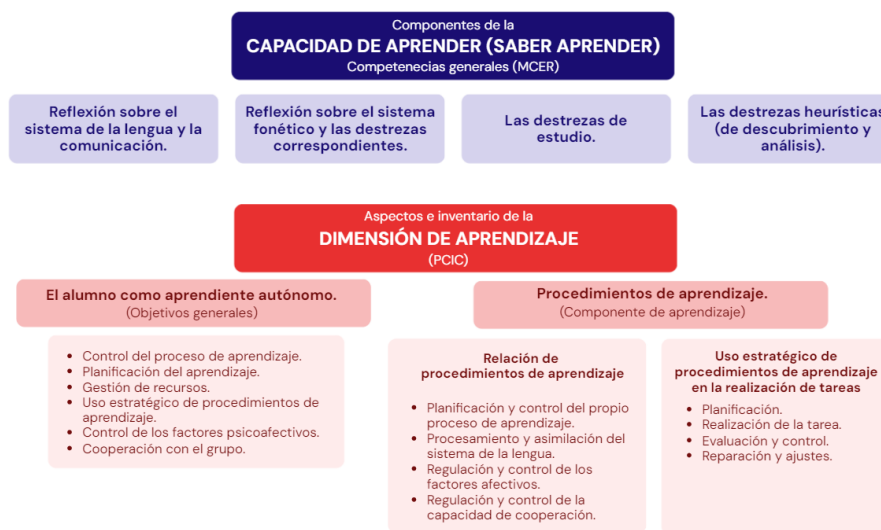 Componentes de la
CAPACIDAD DE APRENDER (SABER APRENDER)
Competenecias generales (MCER)
Reflexión sobre el
sistema de la lengua y la
comunicación.
Reflexión sobre el sistema
fonético y las destrezas
correspondientes.
Las destrezas de
estudio.
Las destrezas heurísticas
(de descubrimiento y
análisis).
Aspectos e inventario de la
DIMENSIÓN DE APRENDIZAJE
(PCIC)
El alumno como aprendiente autónomo.
(Objetivos generales)
• Control del proceso de aprendizaje.
• Planificación del aprendizaje.
• Gestión de recursos.
• Uso estratégico de procedimientos de
aprendizaje.
• Control de los factores psicoafectivos.
• Cooperación con el grupo.
Procedimientos de aprendizaje.
(Componente de aprendizaje)
Relación de
procedimientos de aprendizaje
• Planificación y control del propio
proceso de aprendizaje.
• Procesamiento y asimilación del
sistema de la lengua.
• Regulación y control de los
factores afectivos.
• Regulación y control de la
capacidad de cooperación.
Uso estratégico de
procedimientos de aprendizaje
en la realización de tareas
• Planificación.
• Realización de la tarea.
• Evaluación y control.
• Reparación y ajustes.